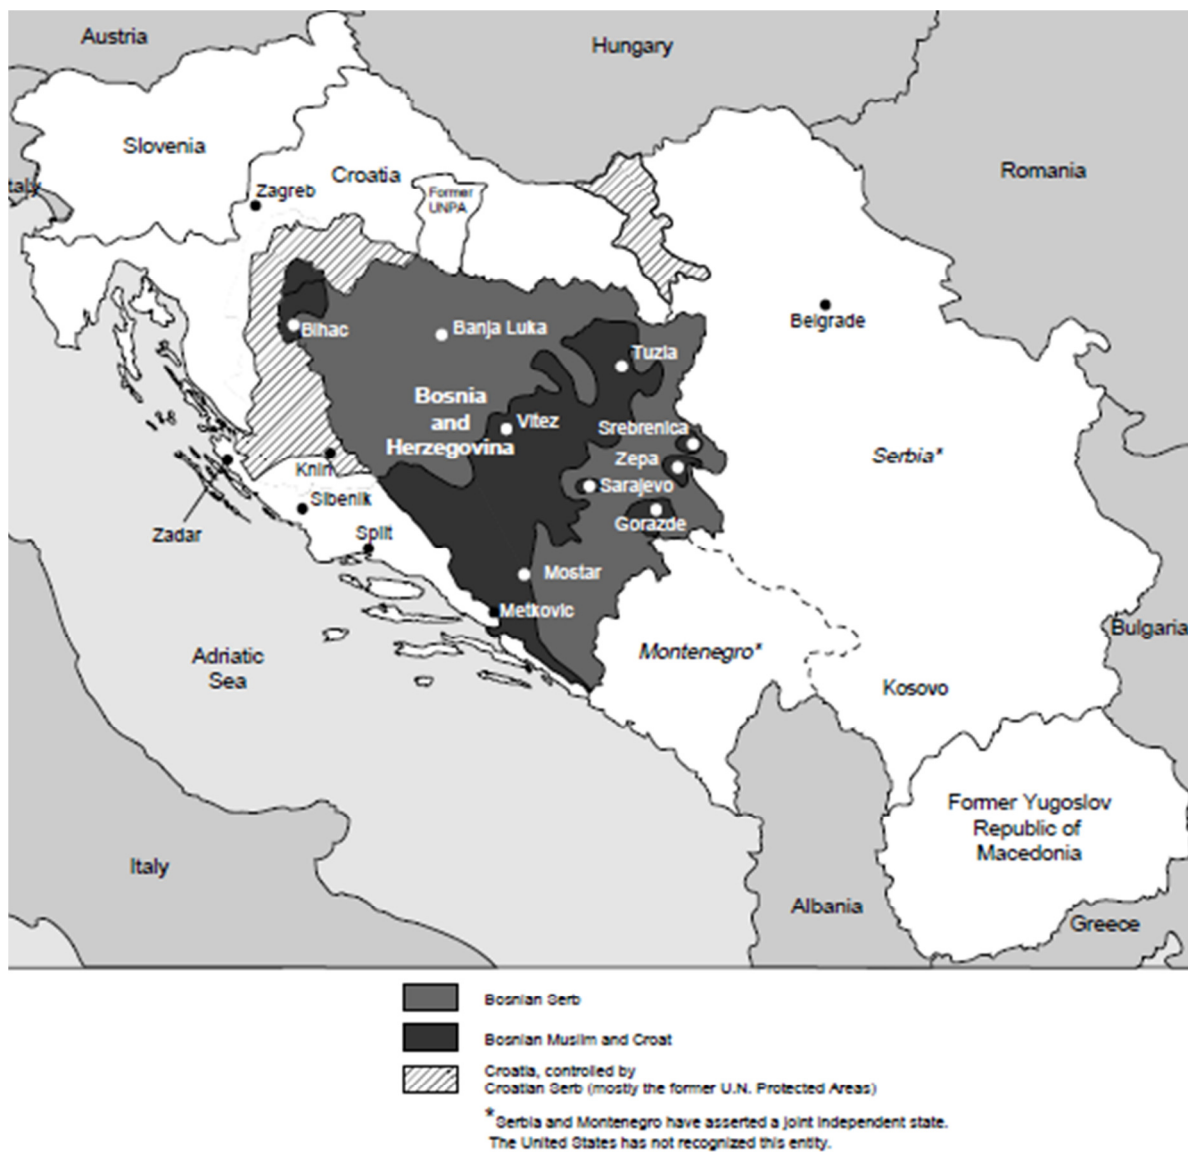 Austria
Hungary
Slovenia
Romania
Croatia
Italy
Zagreb
Former
UNPA
Belgrade
Bihac
Banja Luka
Tuzla
Bosnia
and
Herzegovina
Vitez
Srebrenica
Serbia*
Zepa
Knin
Sarajevo
Sibenik
Gorazde
Zadar
Split
Mostar
Metkovic
Bulgaria
Adriatic
Sea
Montenegro*
Kosovo
Former Yugoslov
Republic of
Macedonia
Italy
Albania
Greece
Bosnian Serb
Bosnian Muslim and Croat
Croatia, controlled by
Croatian Serb (mostly the former U.N. Protected Areas)
*Serbia and Montenegro have asserted a joint independent state.
The United States has not recognized this entity.